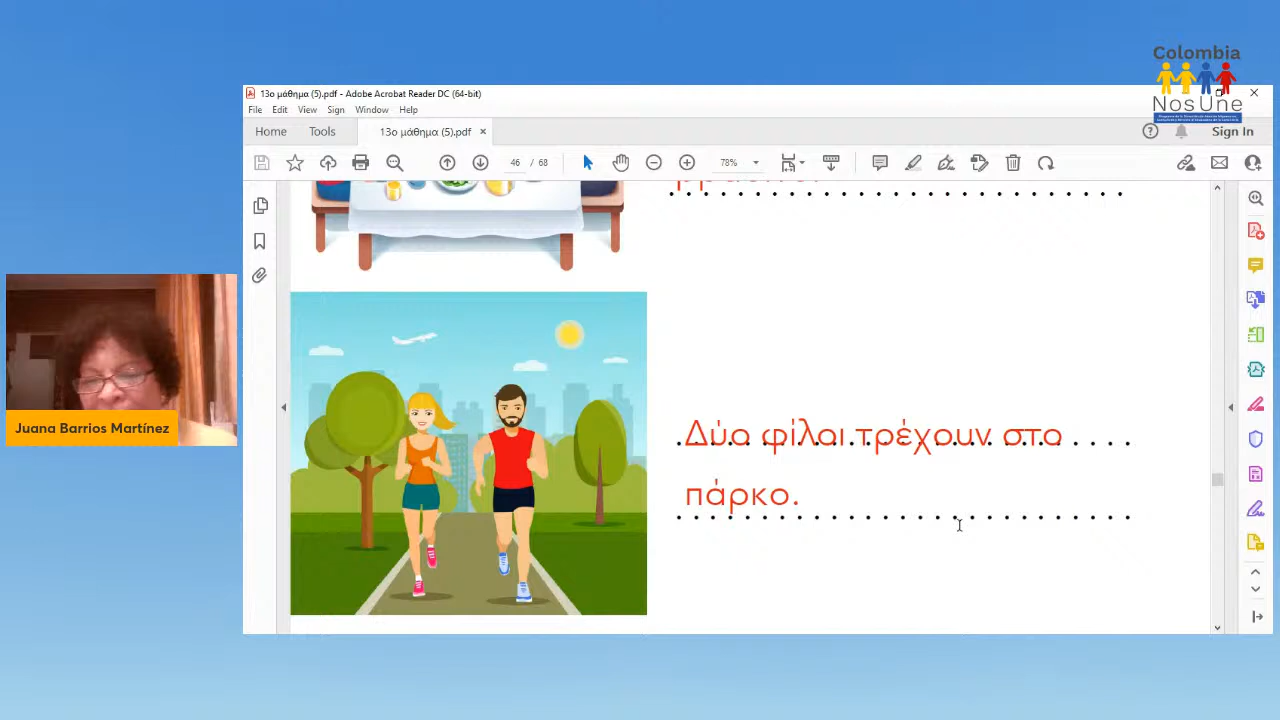 Colombia
NosUne
13ο μάθημα (5).pdf - Adobe Acrobat Reader DC (64-bit)
File Edit View Sign Window Help
Home Tools 13ο μάθημα (5).pdf Sign In
46 / 68 78%
Δύο φίλοι τρέχουν στο
πάρκο.
Juana Barrios Martínez